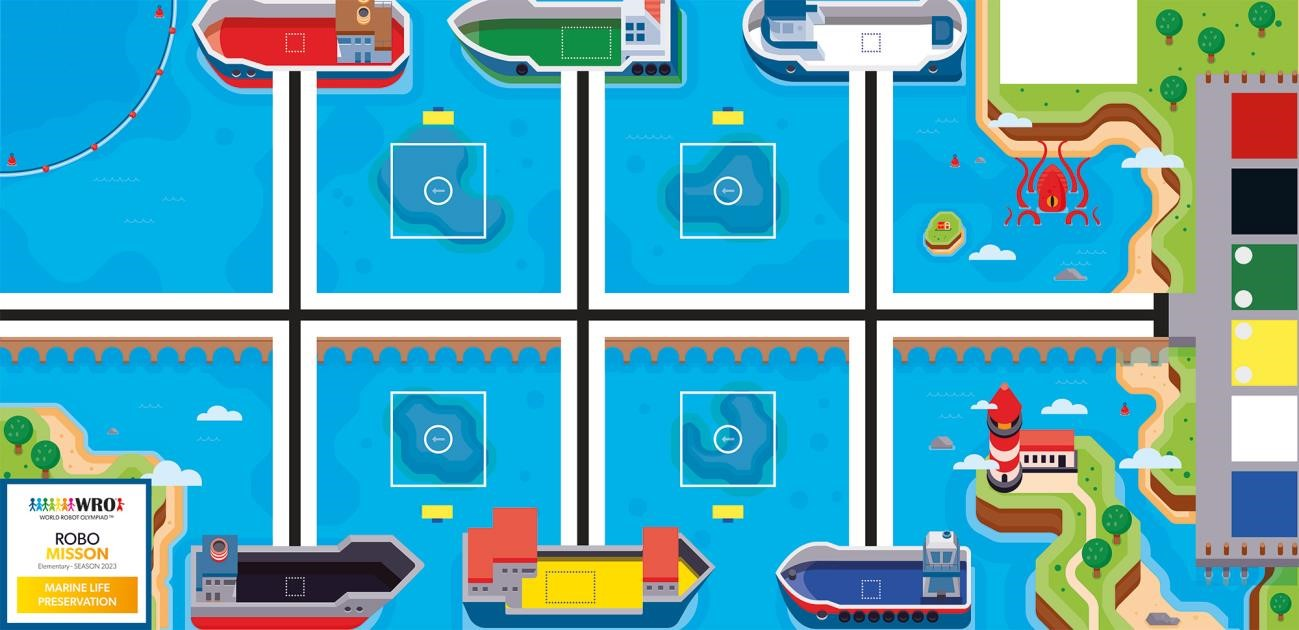 WRO
WORLD ROBOT OLYMPIAD™
ROBO
MISSON
Elementary - SEASON 2023
MARINE LIFE
PRESERVATION